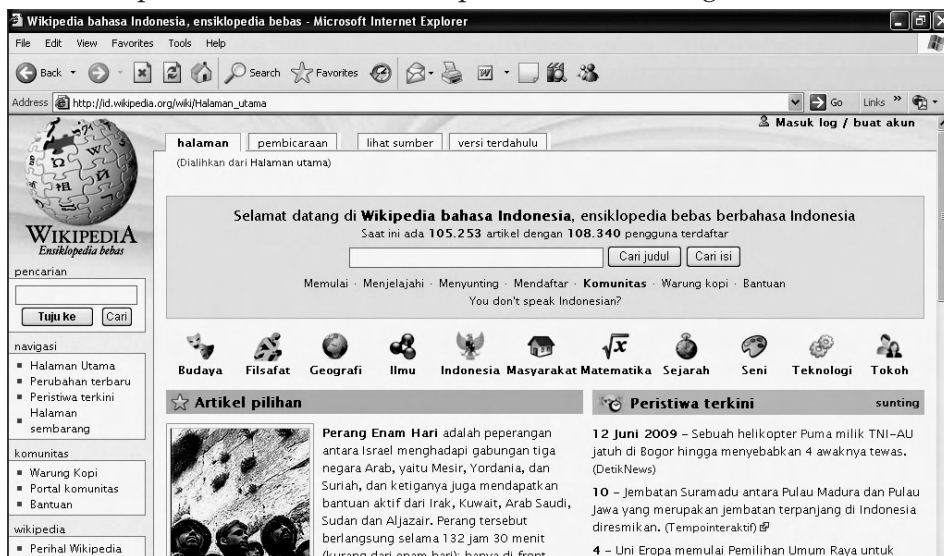 Wikipedia bahasa Indonesia, ensiklopedia bebas - Microsoft Internet Explorer
File Edit View Favorites Tools Help
Back Search Favorites
Address http://id.wikipedia.org/wiki/Halaman_utama Go Links »
Masuk log / buat akun
halaman pembicaraan lihat sumber versi terdahulu
(Dialihkan dari Halaman utama)
Selamat datang di Wikipedia bahasa Indonesia, ensiklopedia bebas berbahasa Indonesia
Saat ini ada 105.253 artikel dengan 108.340 pengguna terdaftar
Cari judul Cari isi
Memulai · Menjelajahi · Menyunting · Mendaftar · Komunitas · Warung kopi · Bantuan
You don't speak Indonesian?
WIKIPEDIA
Ensiklopedia bebas
pencarian
Tuju ke Cari
navigasi
Halaman Utama
Perubahan terbaru
Peristiwa terkini
Halaman
sembarang
komunitas
Warung Kopi
Portal komunitas
Bantuan
wikipedia
Perihal Wikipedia
Budaya Filsafat Geografi Ilmu Indonesia Masyarakat Matematika Sejarah Seni Teknologi Tokoh
Artikel pilihan
Perang Enam Hari adalah peperangan
antara Israel menghadapi gabungan tiga
negara Arab, yaitu Mesir, Yordania, dan
Suriah, dan ketiganya juga mendapatkan
bantuan aktif dari Irak, Kuwait, Arab Saudi,
Sudan dan Aljazair. Perang tersebut
berlangsung selama 132 jam 30 menit
(kurang dari enam hari); hanya di front
Peristiwa terkini sunting
12 Juni 2009 – Sebuah helikopter Puma milik TNI-AU
jatuh di Bogor hingga menyebabkan 4 awaknya tewas.
(DetikNews)
10 – Jembatan Suramadu antara Pulau Madura dan Pulau
Jawa yang merupakan jembatan terpanjang di Indonesia
diresmikan. (Tempointeraktif)
4 – Uni Eropa memulai Pemilihan Umum Raya untuk